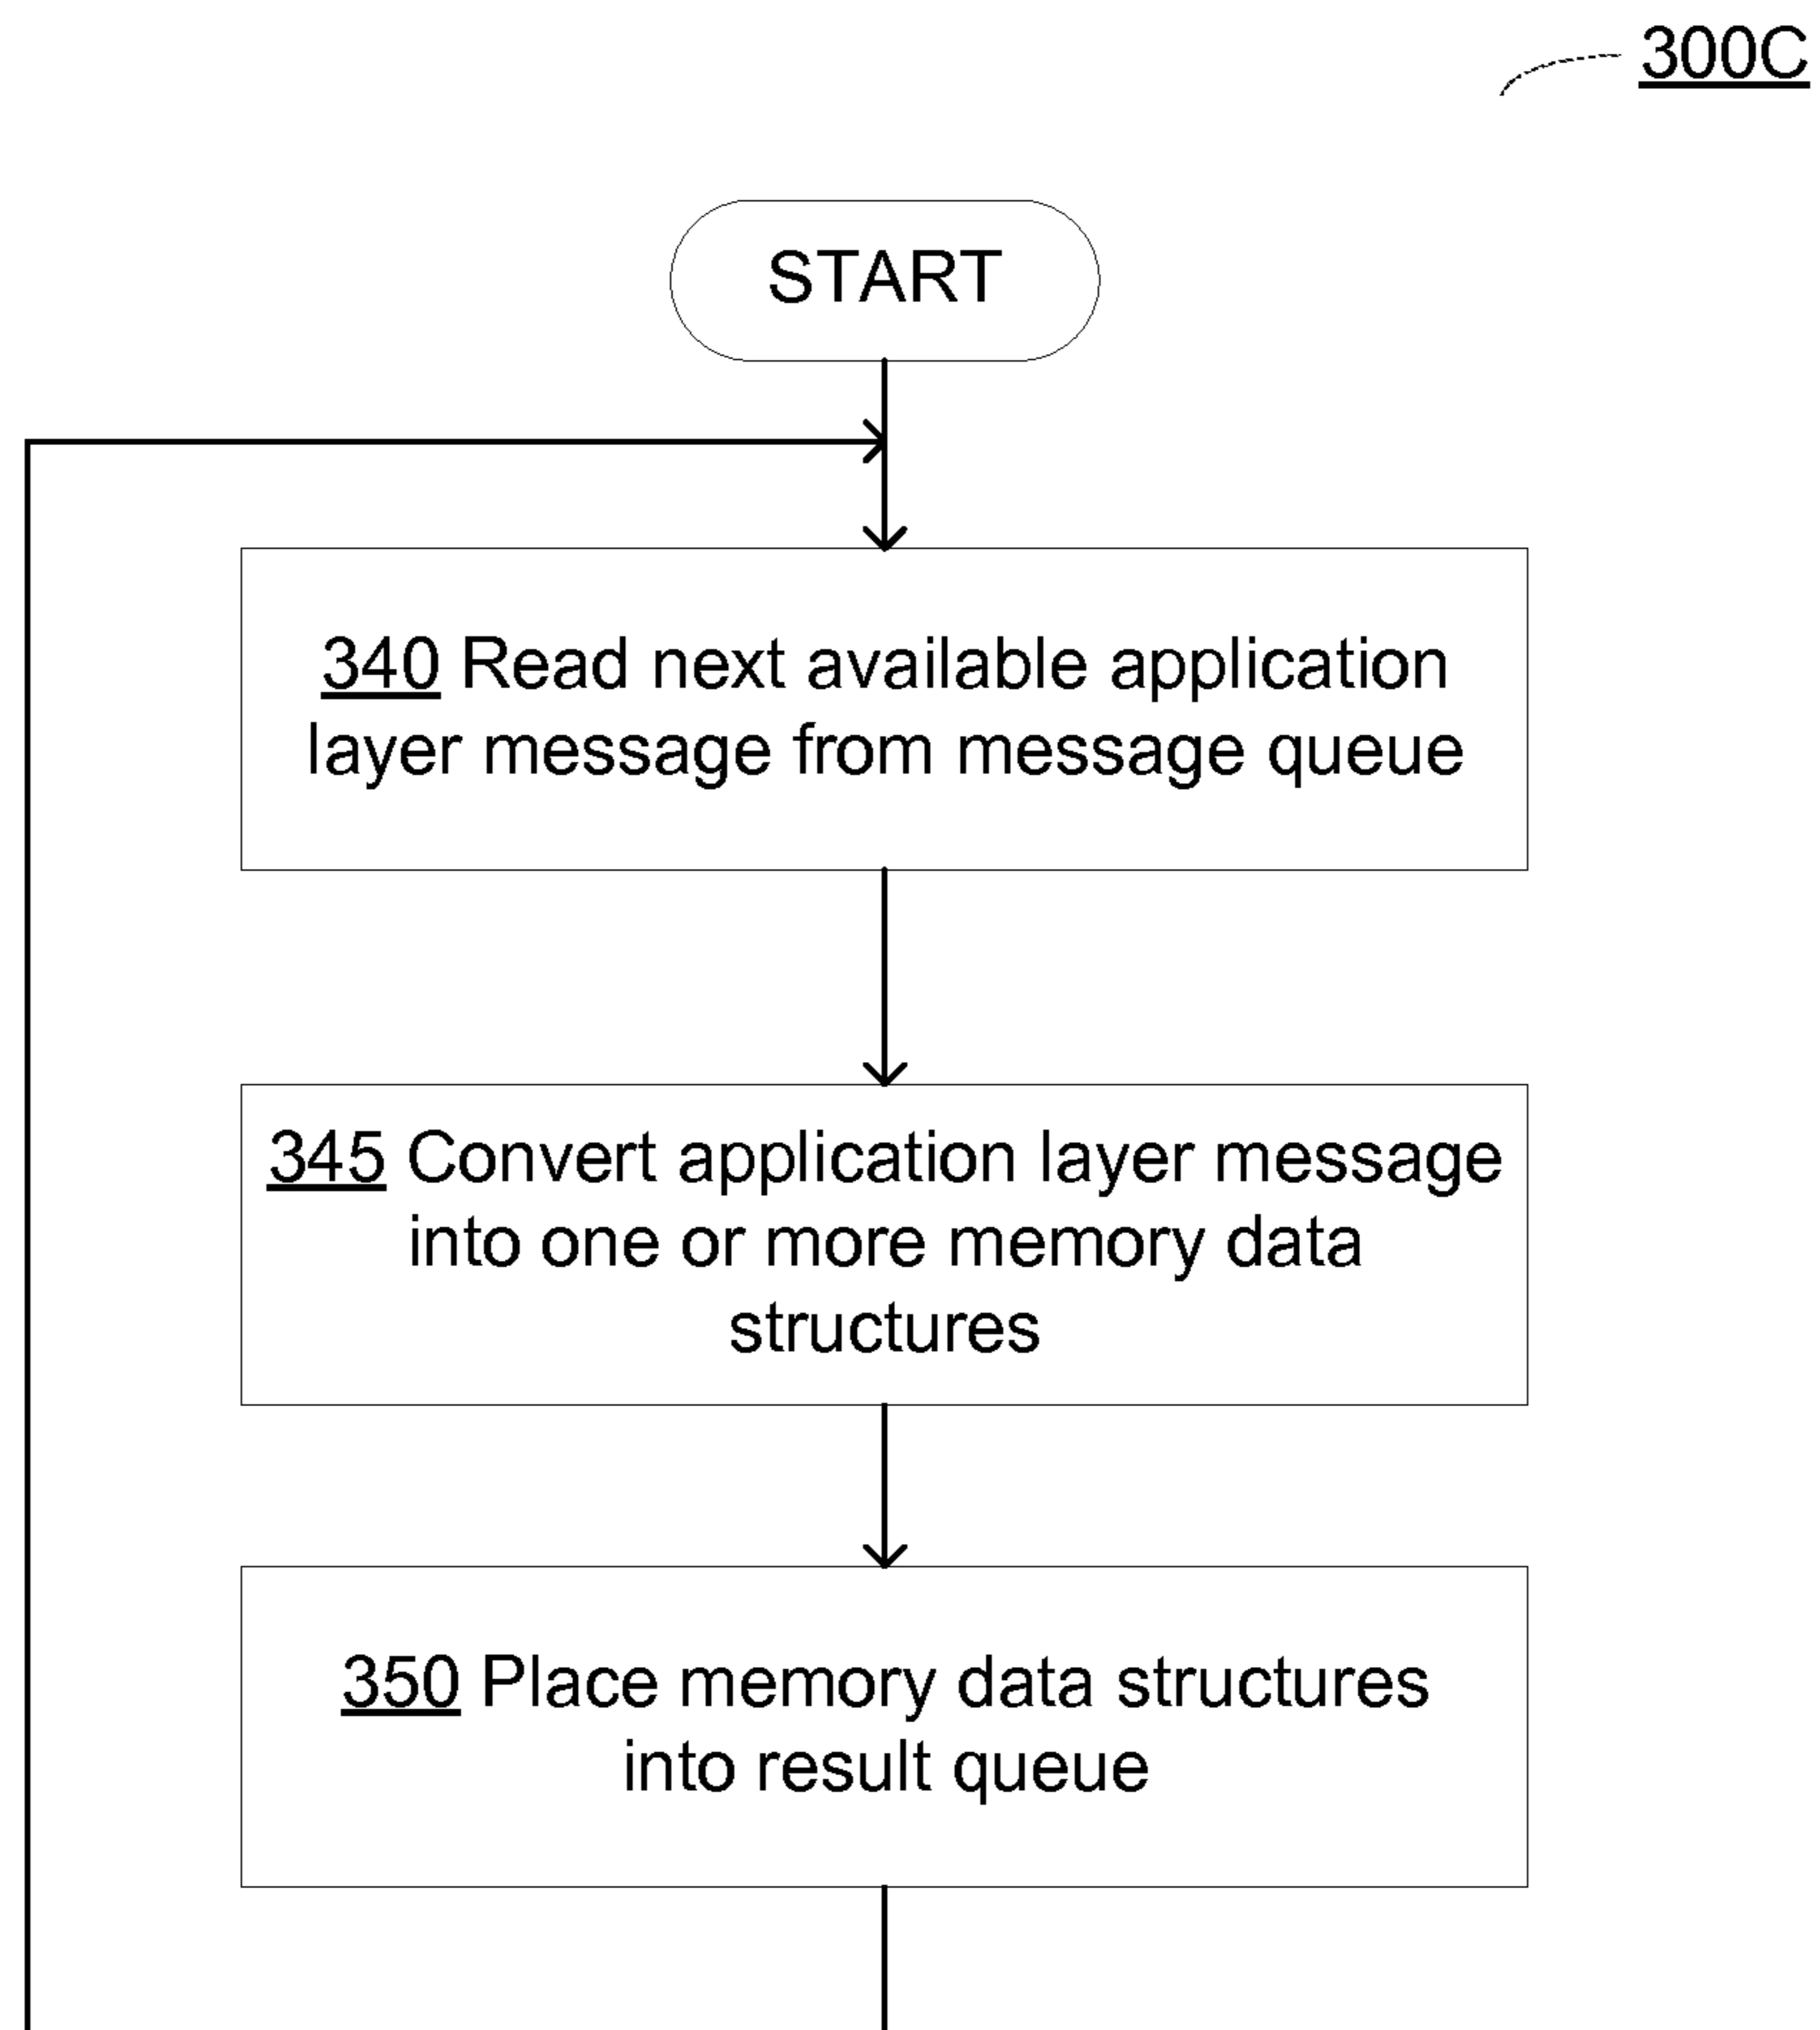 300C
START
340 Read next available application
layer message from message queue
345 Convert application layer message
into one or more memory data
structures
350 Place memory data structures
into result queue